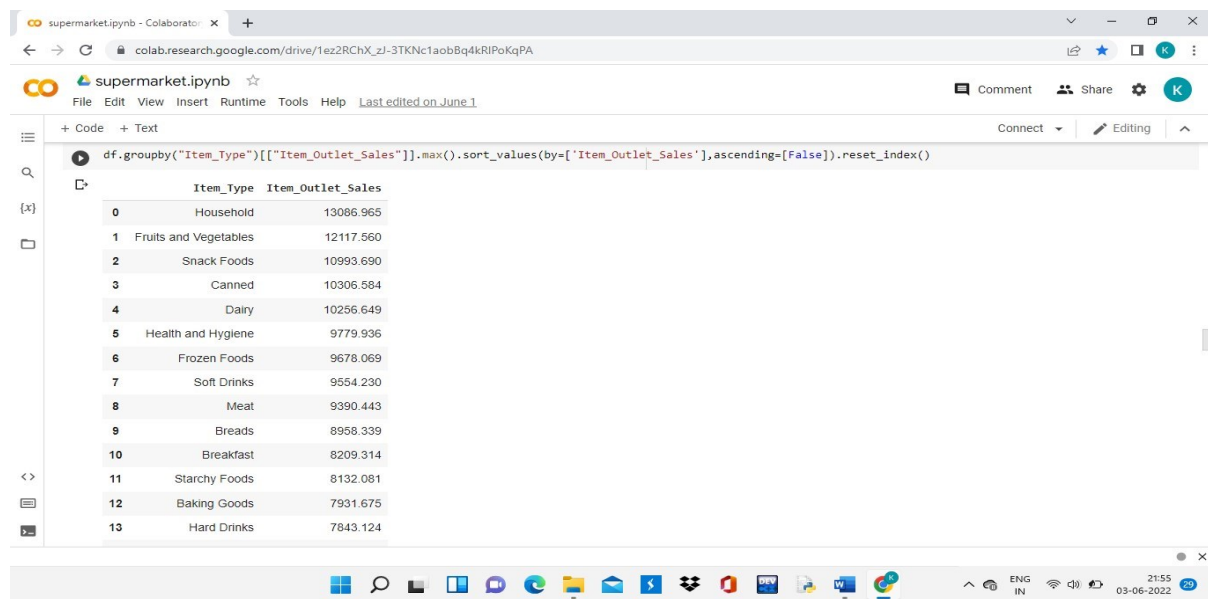 supermarket.ipynb - Colaborator
colab.research.google.com/drive/1ez2RChX_zJ-3TKNc1aobBq4kRIPoKqPA
K
CO
supermarket.ipynb
Comment
Share
K
File Edit View Insert Runtime Tools Help Last edited on June 1
+ Code + Text
Connect
Editing
df.groupby("Item_Type")[["Item_Outlet_Sales"]].max().sort_values(by=['Item_Outlet_Sales'],ascending=[False]).reset_index()
{x}
Item_Type Item_Outlet_Sales
0 Household 13086.965
1 Fruits and Vegetables 12117.560
2 Snack Foods 10993.690
3 Canned 10306.584
4 Dairy 10256.649
5 Health and Hygiene 9779.936
6 Frozen Foods 9678.069
7 Soft Drinks 9554.230
8 Meat 9390.443
9 Breads 8958.339
10 Breakfast 8209.314
11 Starchy Foods 8132.081
12 Baking Goods 7931.675
13 Hard Drinks 7843.124
DEV
ENG
IN
21:55
03-06-2022
29